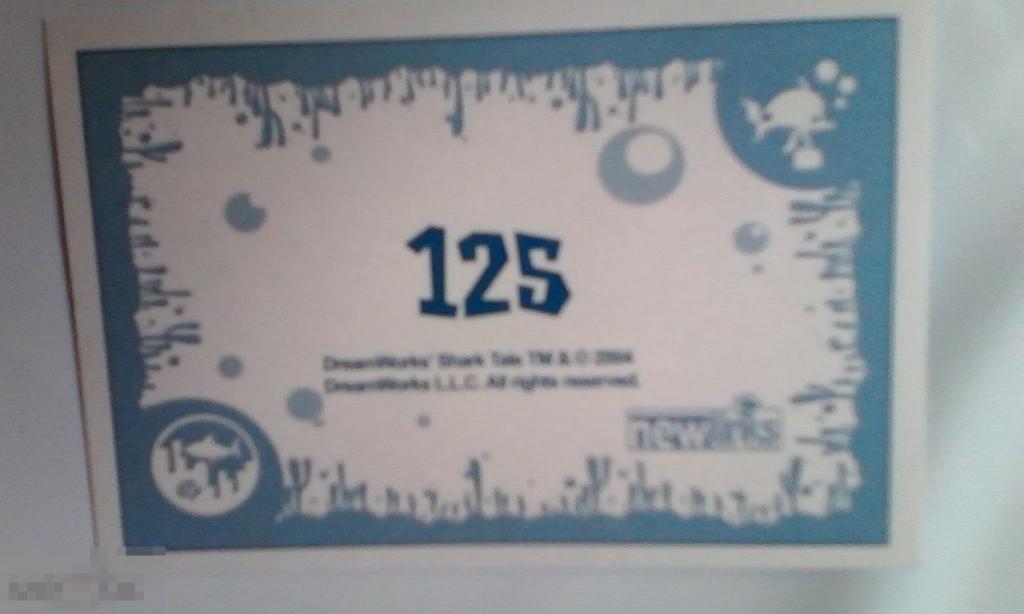 125
DreamWorks' Shark Tale TM & © 2004
DreamWorks L.L.C. All rights reserved.
newlinks